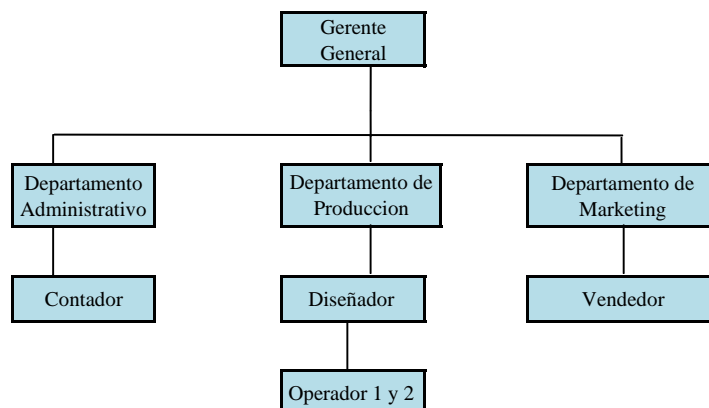 Gerente
General
Departamento
Administrativo
Departamento de
Produccion
Departamento de
Marketing
Contador
Diseñador
Vendedor
Operador 1 y 2